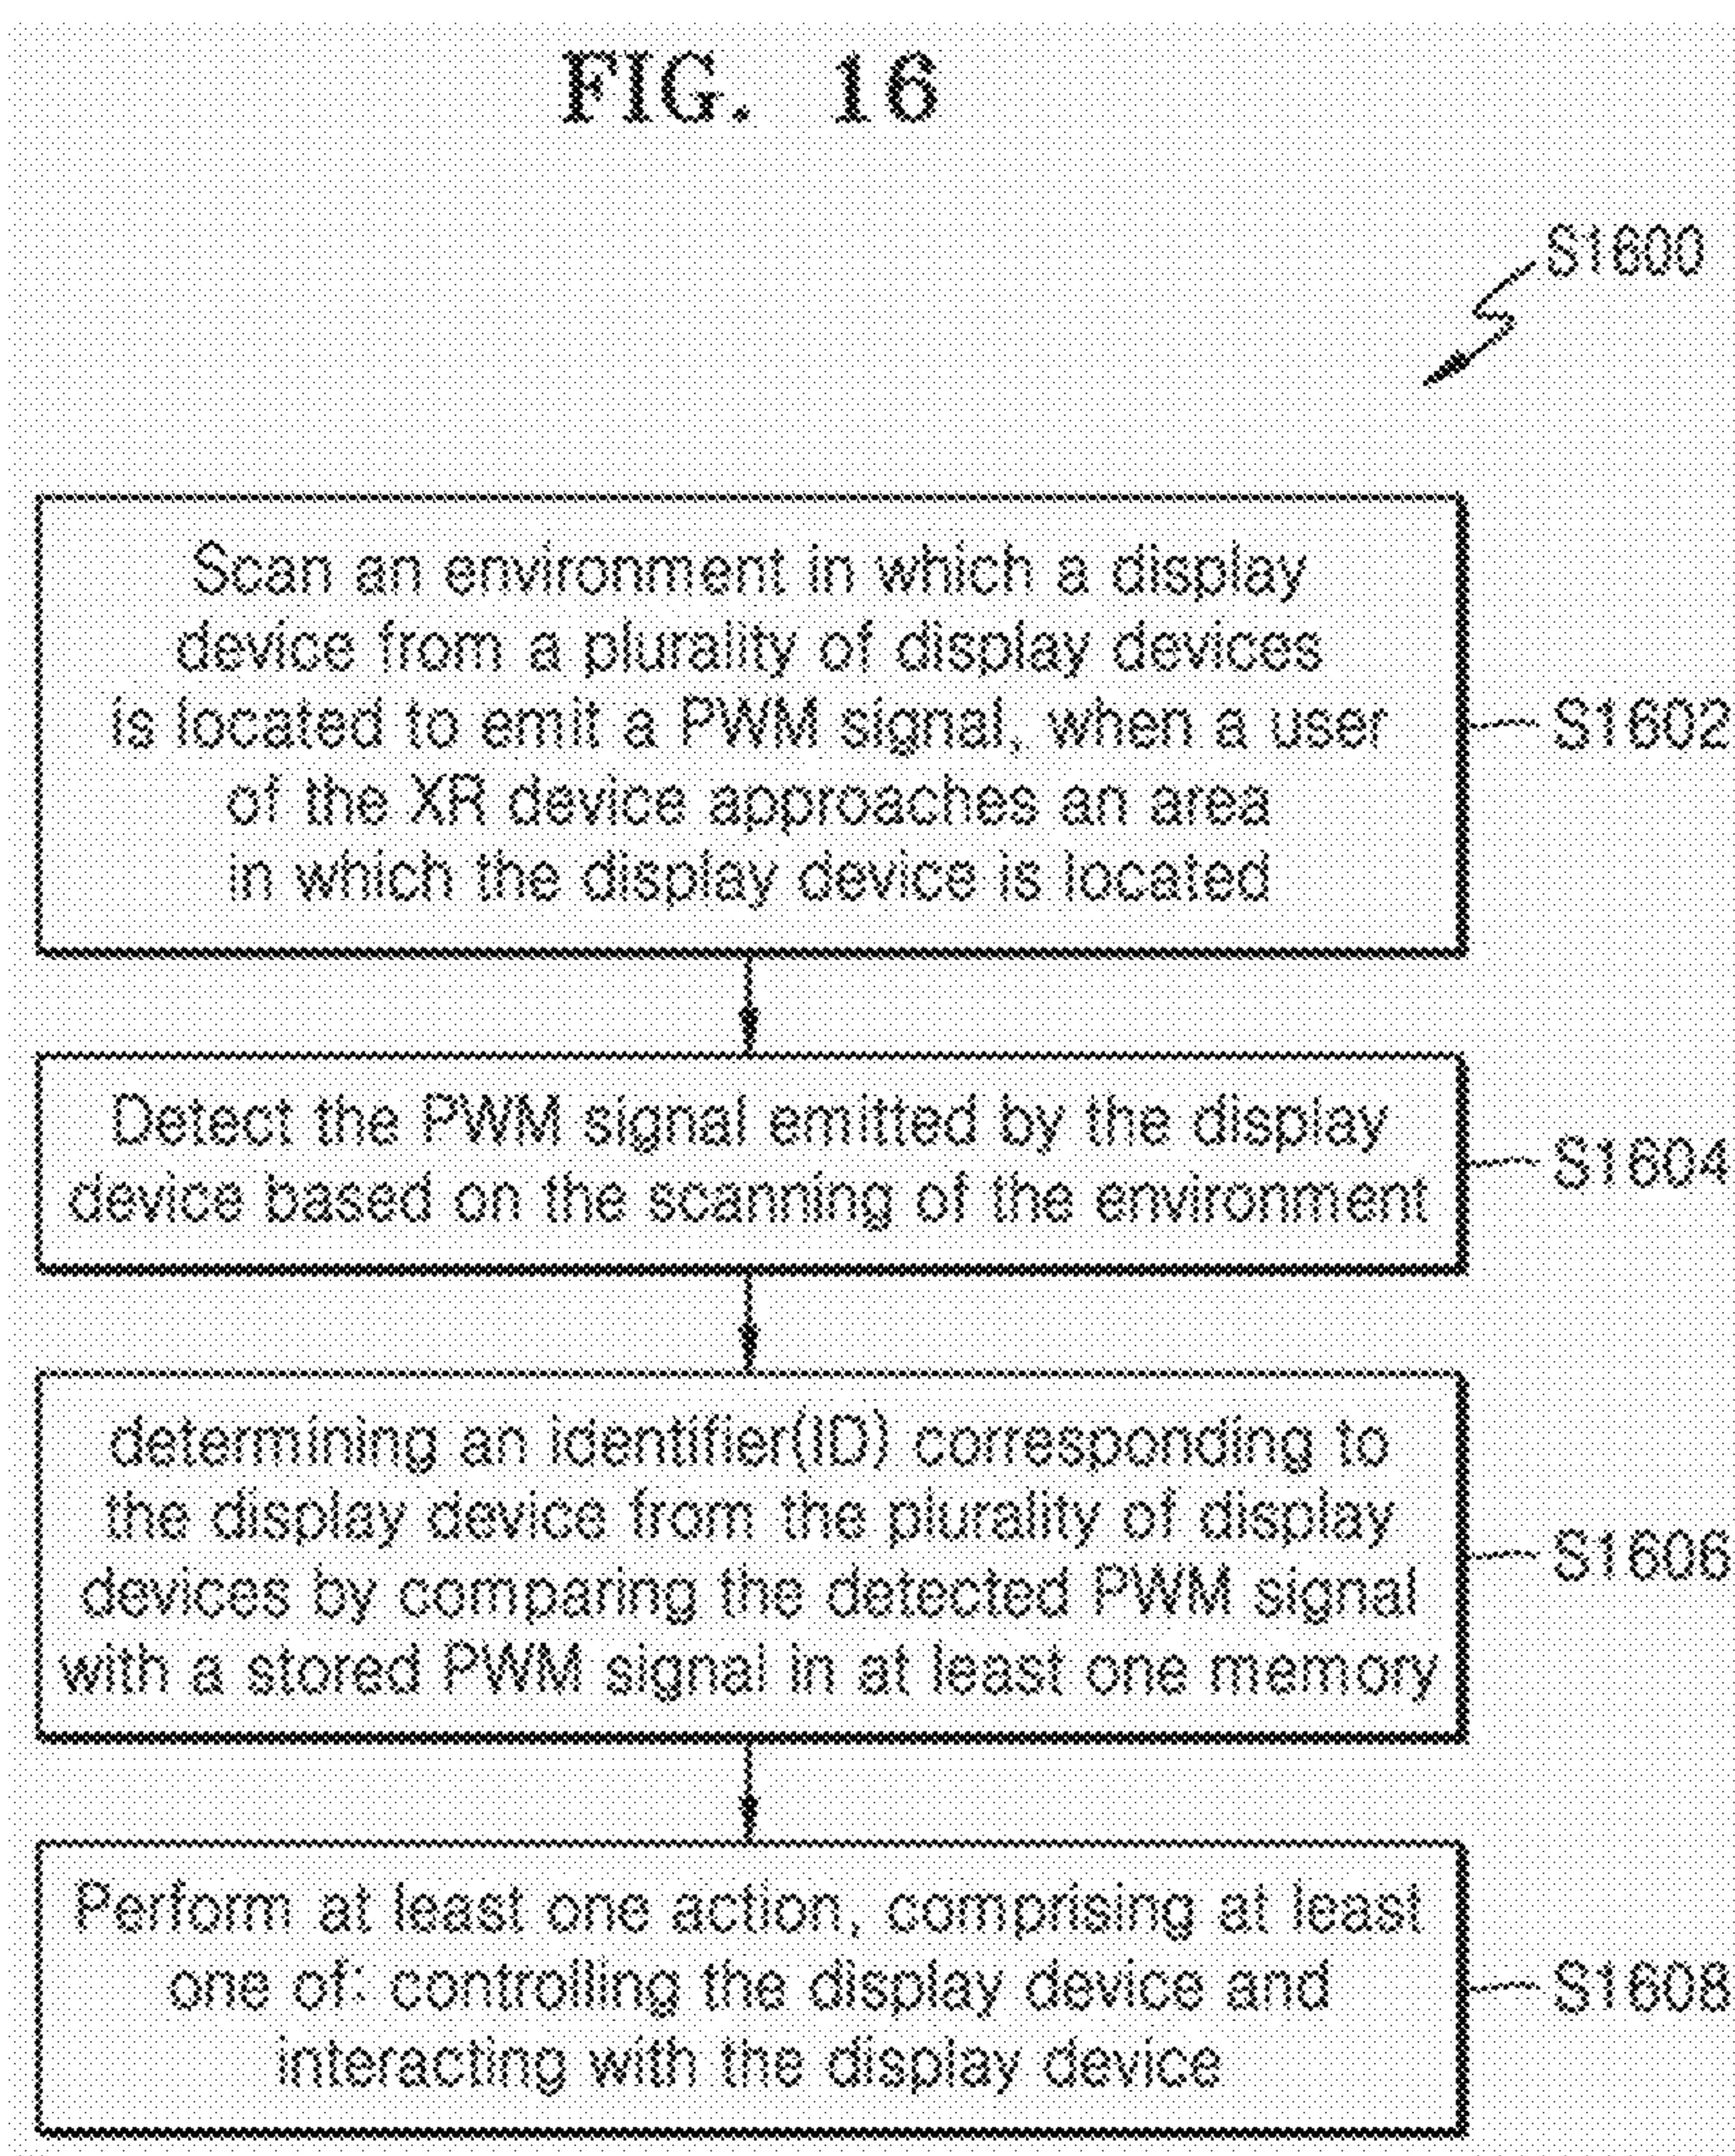 FIG. 16
S1600
Scan an environment in which a display
device from a plurality of display devices
is located to emit a PWM signal, when a user
of the XR device approaches an area
in which the display device is located
S1602
Detect the PWM signal emitted by the display
device based on the scanning of the environment
S1604
determining an identifier(ID) corresponding to
the display device from the plurality of display
devices by comparing the detected PWM signal
with a stored PWM signal in at least one memory
S1606
Perform at least one action, comprising at least
one of: controlling the display device and
interacting with the display device
S1608